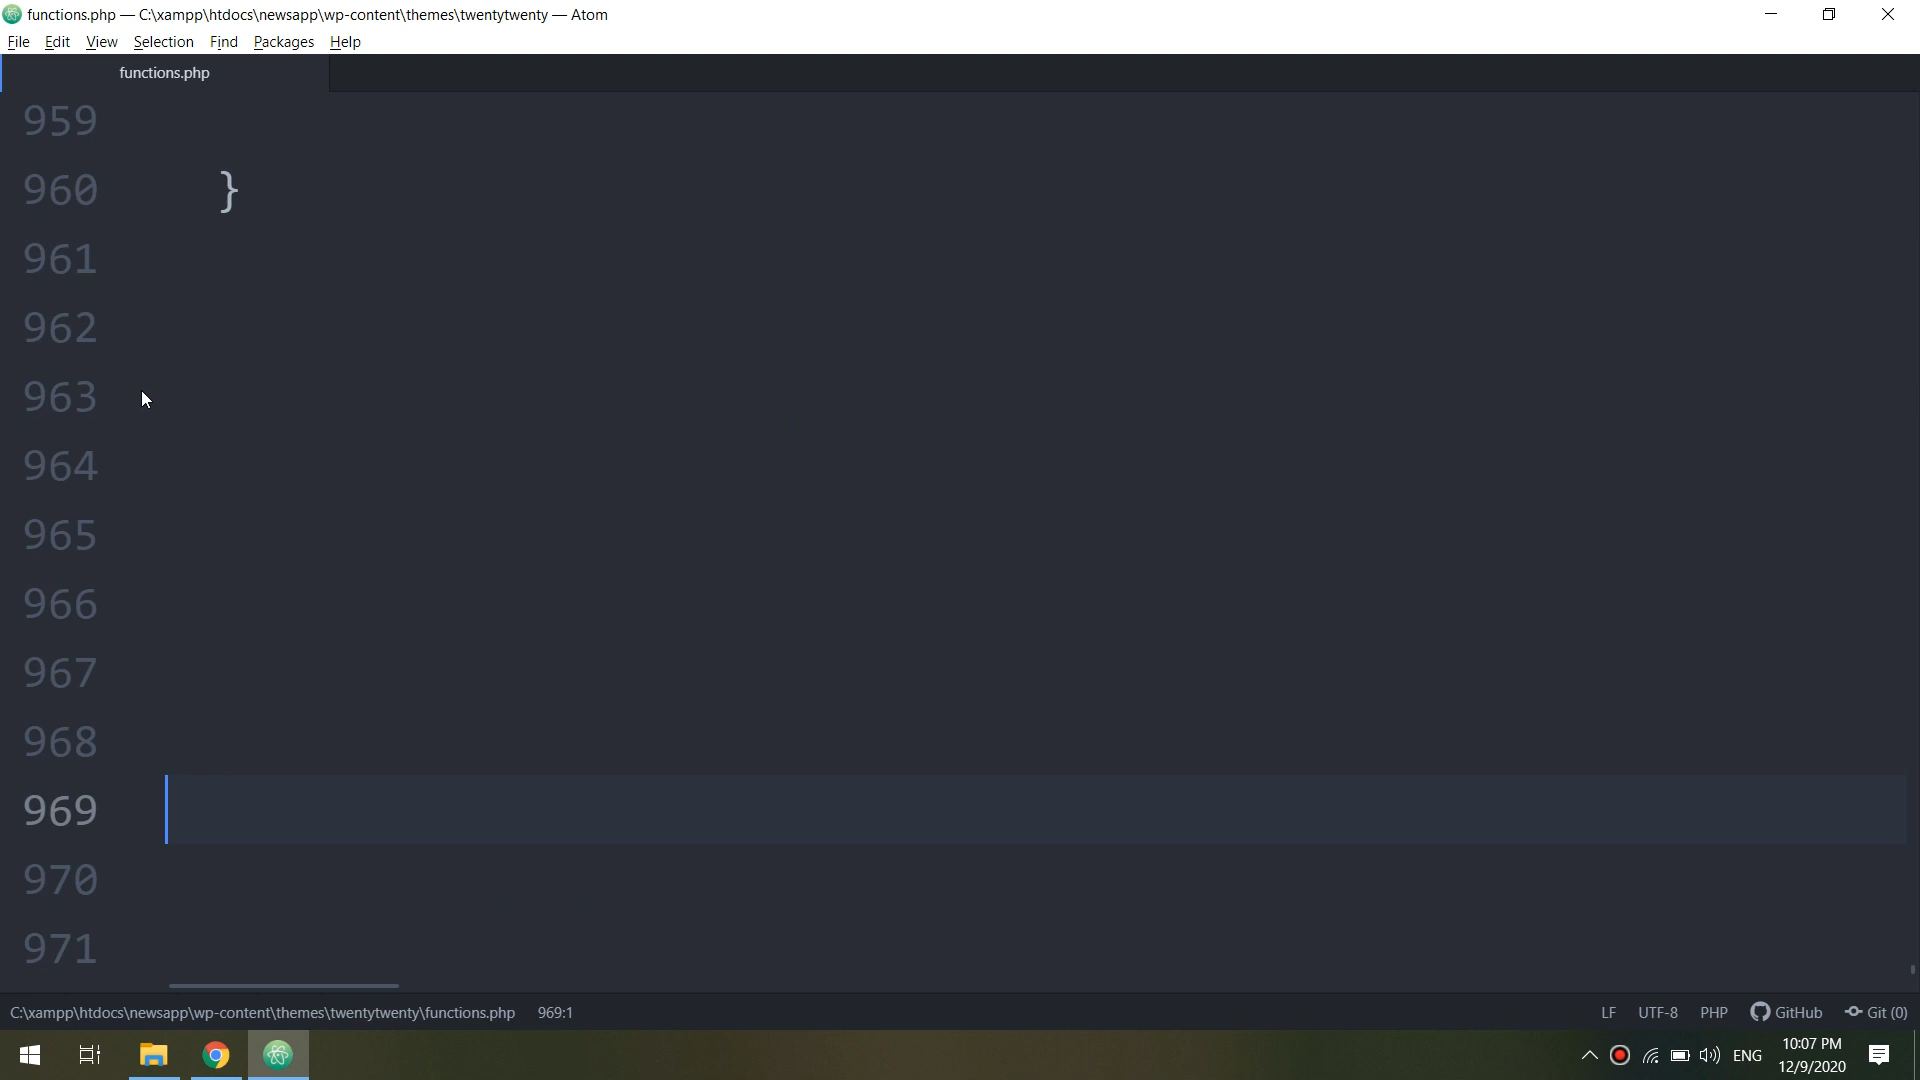 functions.php — C:\xampp\htdocs\newsapp\wp-content\themes\twentytwenty — Atom
File Edit View Selection Find Packages Help
functions.php
959
960 }
961
962
963
964
965
966
967
968
969
970
971
C:\xampp\htdocs\newsapp\wp-content\themes\twentytwenty\functions.php 969:1 LF UTF-8 PHP GitHub Git (0)
ENG 10:07 PM
12/9/2020